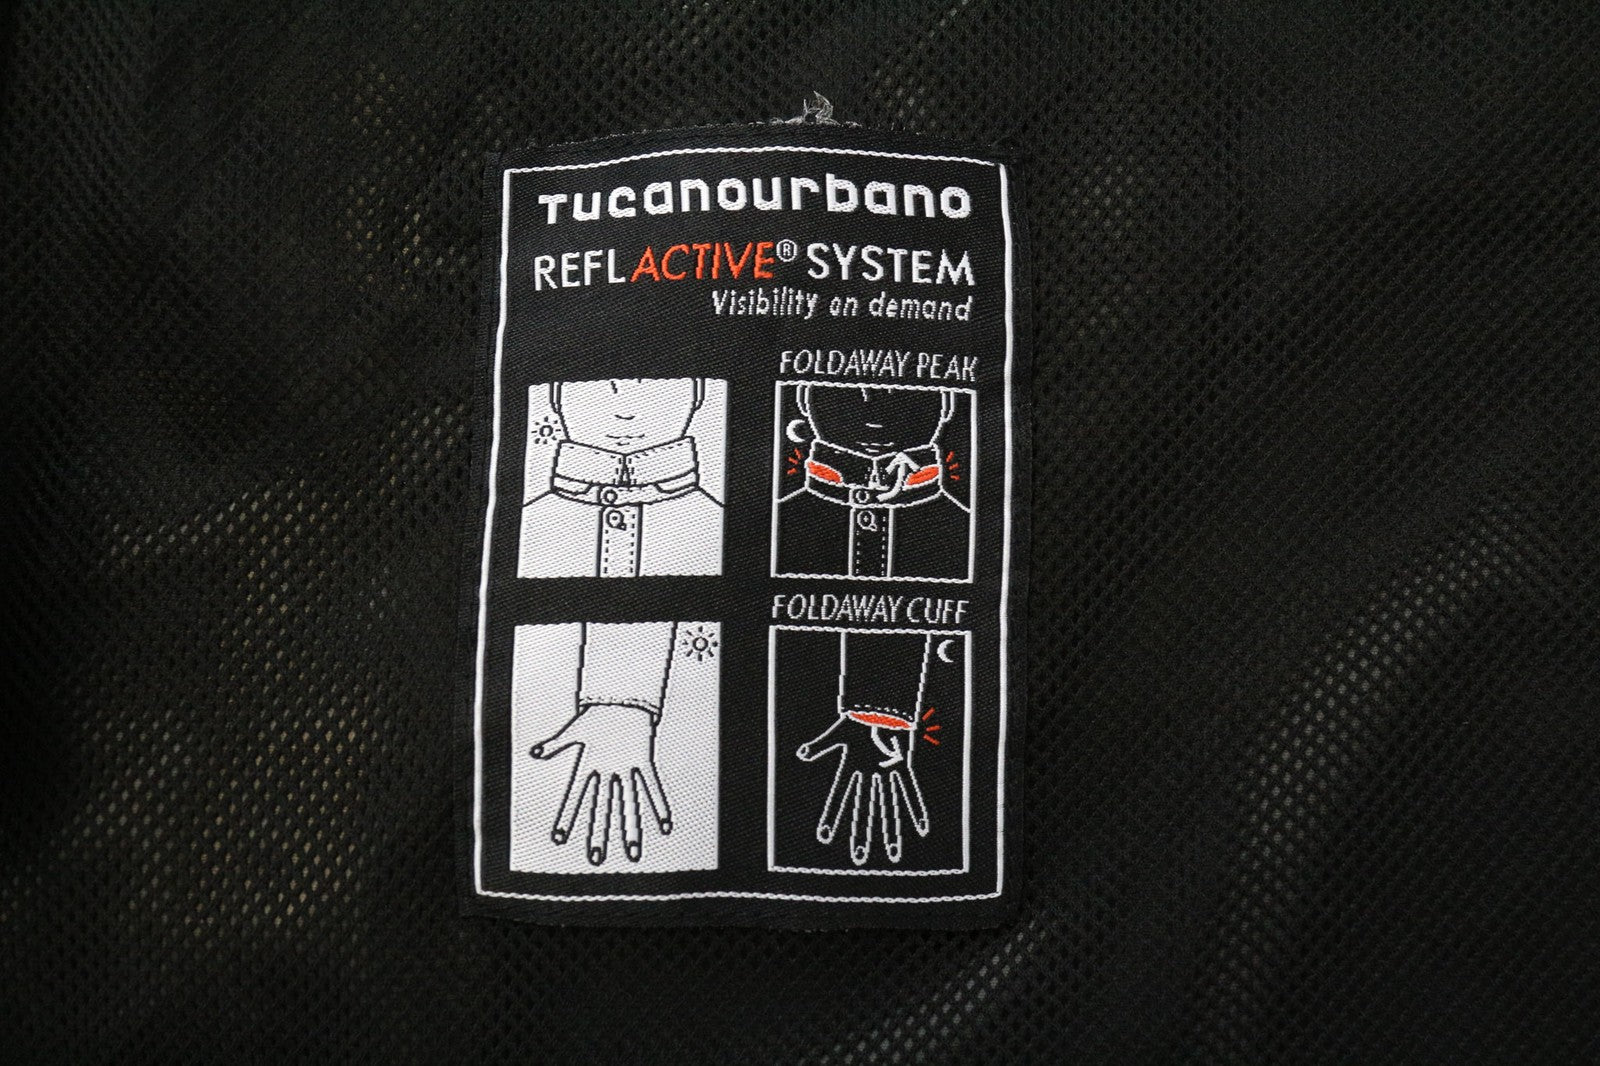 Tucanourbano
REFLACTIVE® SYSTEM
Visibility on demand
FOLDAWAY PEAK
FOLDAWAY CUFF